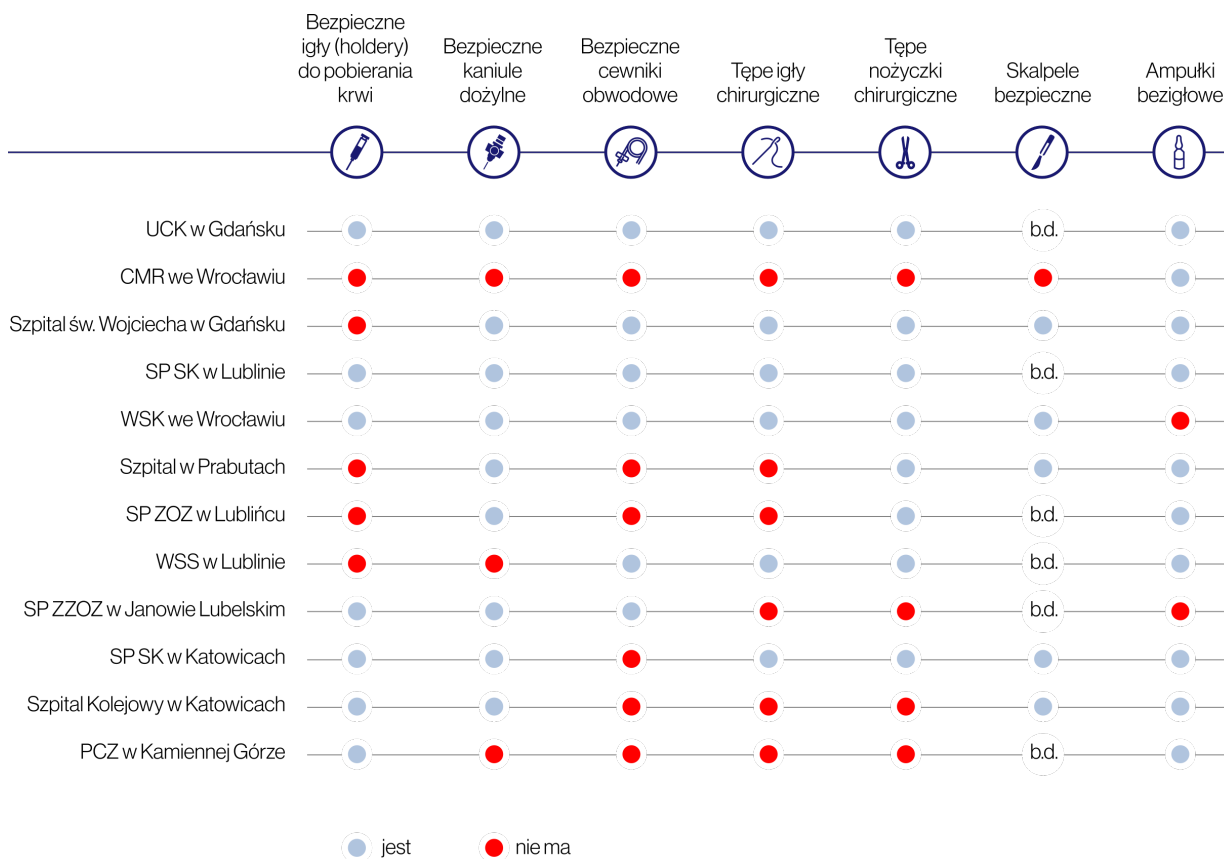 Bezpieczne
igły (holdery)
do pobierania
krwi
Bezpieczne
kaniule
dożylne
Bezpieczne
cewniki
obwodowe
Tępe igły
chirurgiczne
Tępe
nożyczki
chirurgiczne
Skalpele
bezpieczne
Ampułki
bezigłowe
UCK w Gdańsku
b.d.
CMR we Wrocławiu
Szpital św. Wojciecha w Gdańsku
SP SK w Lublinie
b.d.
WSK we Wrocławiu
Szpital w Prabutach
SP ZOZ w Lublińcu
b.d.
WSS w Lublinie
b.d.
SP ZZOZ w Janowie Lubelskim
b.d.
SP SK w Katowicach
Szpital Kolejowy w Katowicach
PCZ w Kamiennej Górze
b.d.
jest
nie ma